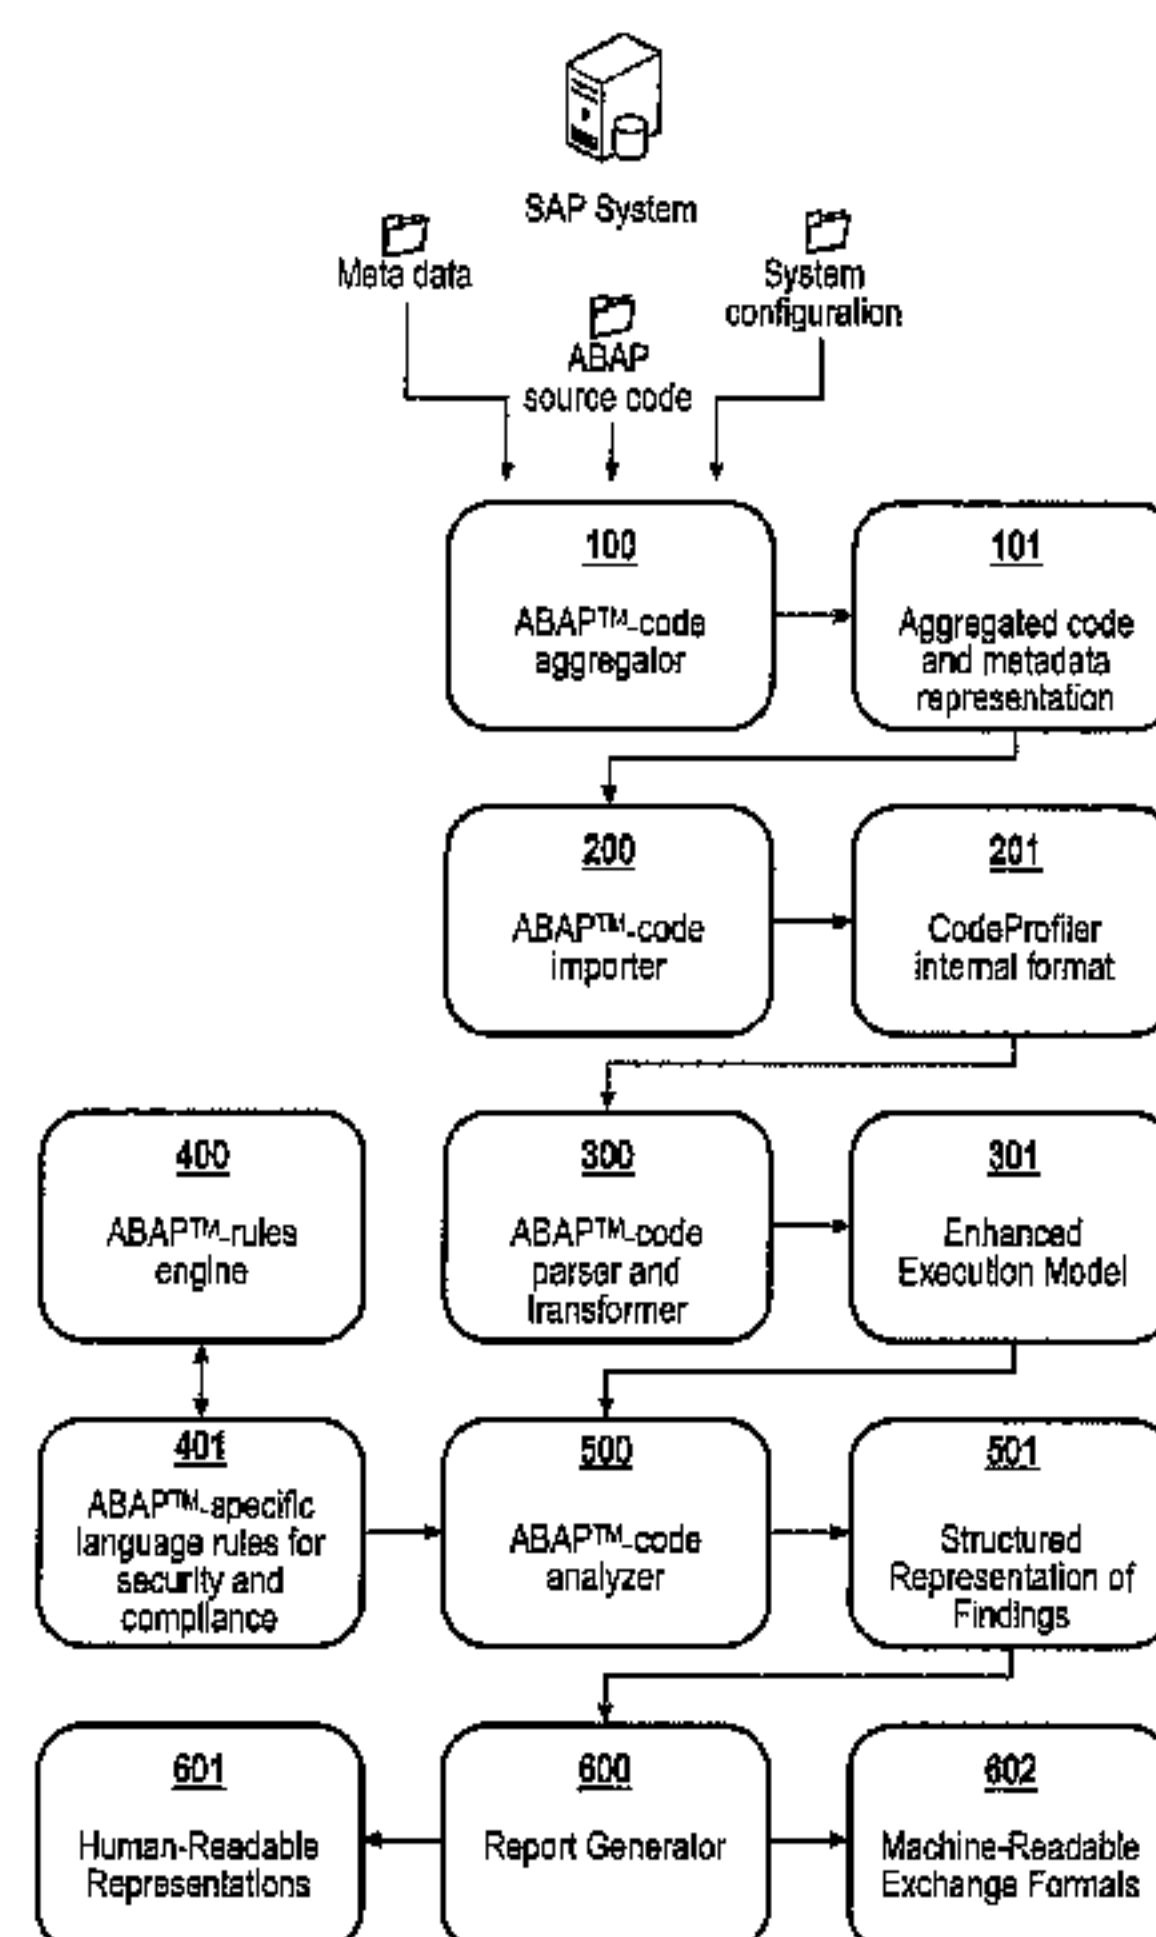 SAP System
Meta data
System
configuration
ABAP
source code
100
ABAP™-code
aggregator
101
Aggregated code
and metadata
representation
200
ABAP™-code
importer
201
CodeProfiler
internal format
400
ABAP™-rules
engine
300
ABAP™-code
parser and
transformer
301
Enhanced
Execution Model
401
ABAP™-specific
language rules for
security and
compliance
500
ABAP™-code
analyzer
501
Structured
Representation of
Findings
601
Human-Readable
Representations
600
Report Generator
602
Machine-Readable
Exchange Formats